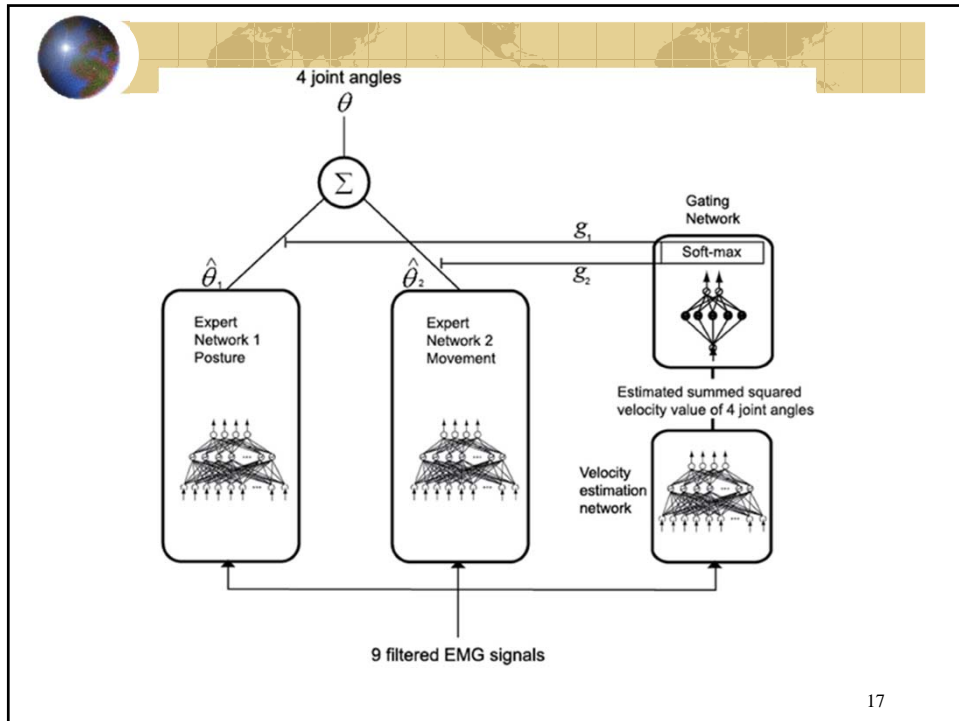 4 joint angles
θ
Σ
Gating
Network
g₁
Soft-max
g₂
θ̂₁
θ̂₂
Expert
Network 1
Posture
Expert
Network 2
Movement
Estimated summed squared
velocity value of 4 joint angles
Velocity
estimation
network
9 filtered EMG signals
17